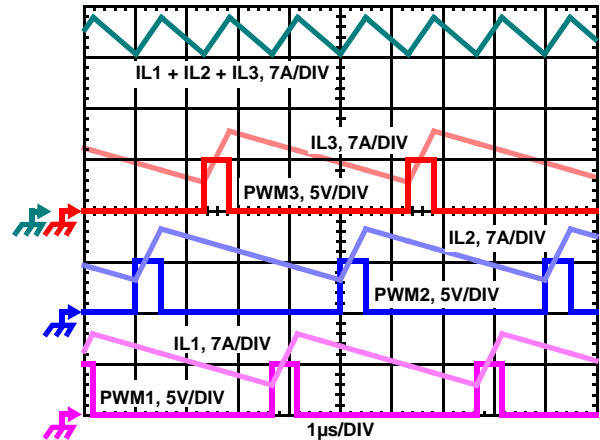 IL1 + IL2 + IL3, 7A/DIV
IL3, 7A/DIV
PWM3, 5V/DIV
IL2, 7A/DIV
PWM2, 5V/DIV
IL1, 7A/DIV
PWM1, 5V/DIV
1µs/DIV